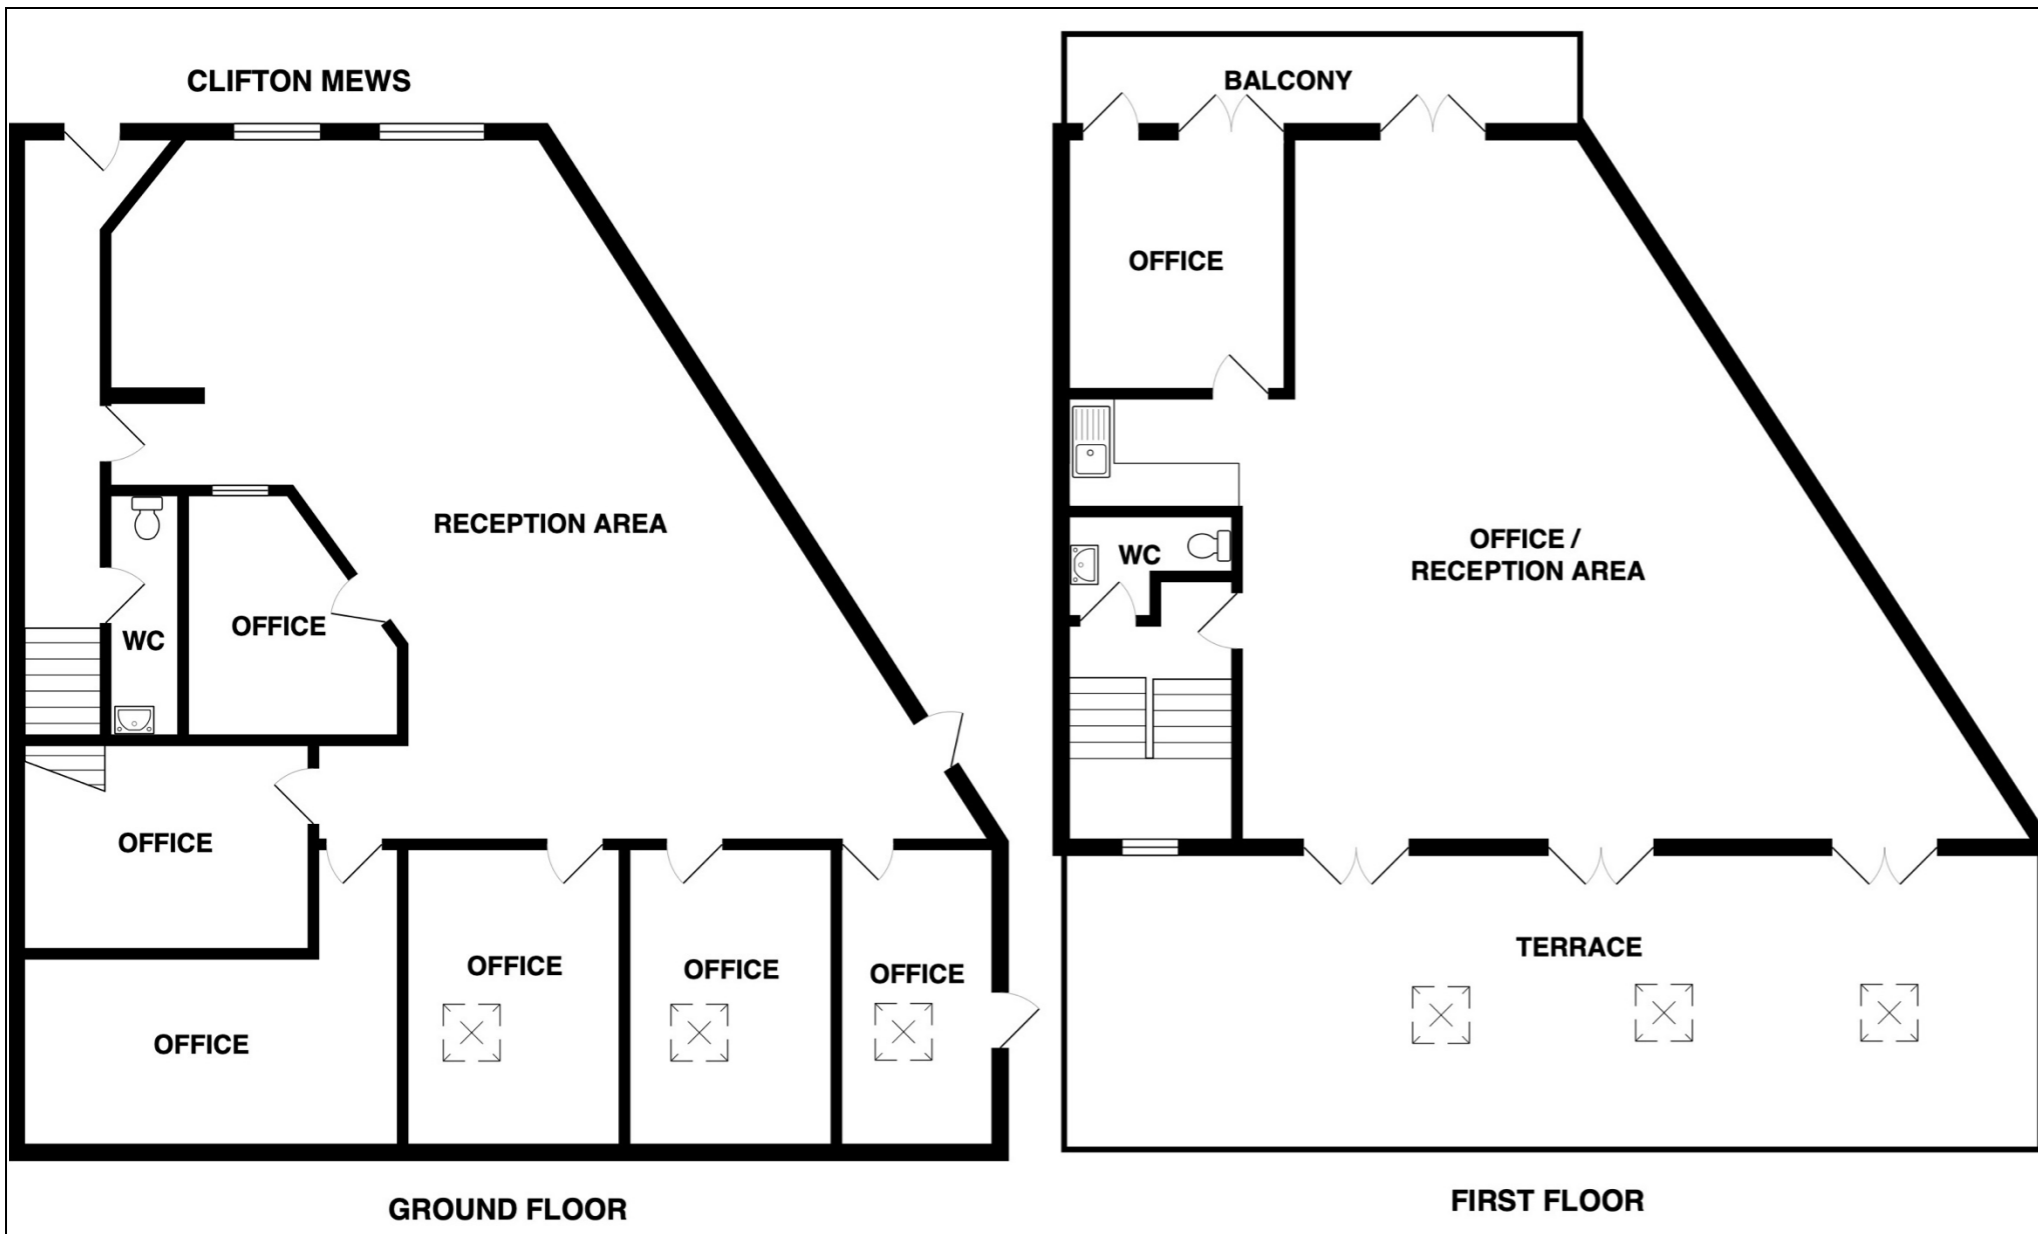 CLIFTON MEWS
RECEPTION AREA
OFFICE
WC
OFFICE
OFFICE
OFFICE
OFFICE
OFFICE
GROUND FLOOR
BALCONY
OFFICE
WC
OFFICE /
RECEPTION AREA
TERRACE
FIRST FLOOR